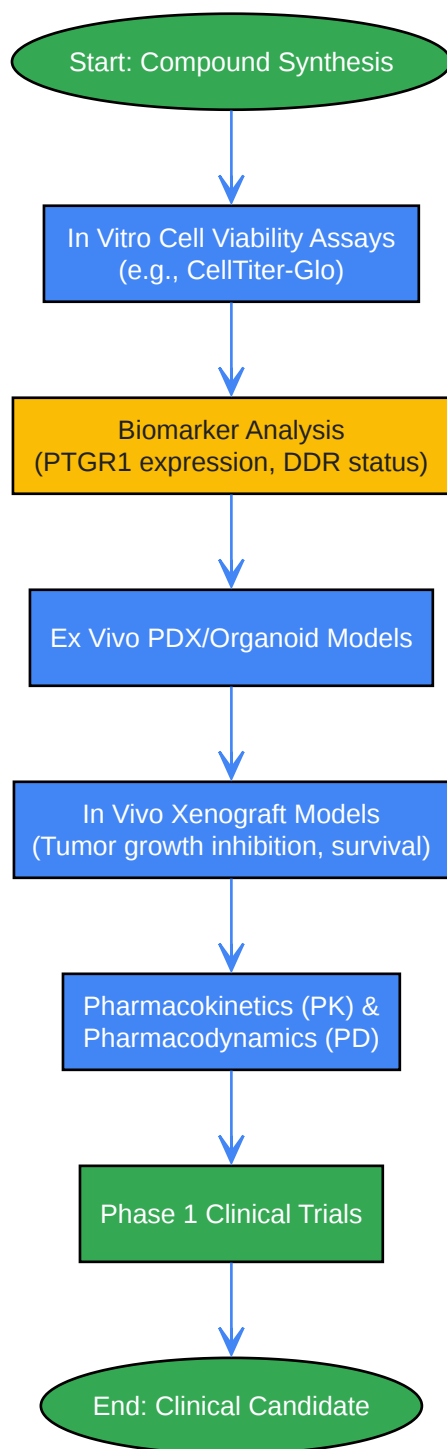 Start: Compound Synthesis
In Vitro Cell Viability Assays
(e.g., CellTiter-Glo)
Biomarker Analysis
(PTGR1 expression, DDR status)
Ex Vivo PDX/Organoid Models
In Vivo Xenograft Models
(Tumor growth inhibition, survival)
Pharmacokinetics (PK) &
Pharmacodynamics (PD)
Phase 1 Clinical Trials
End: Clinical Candidate